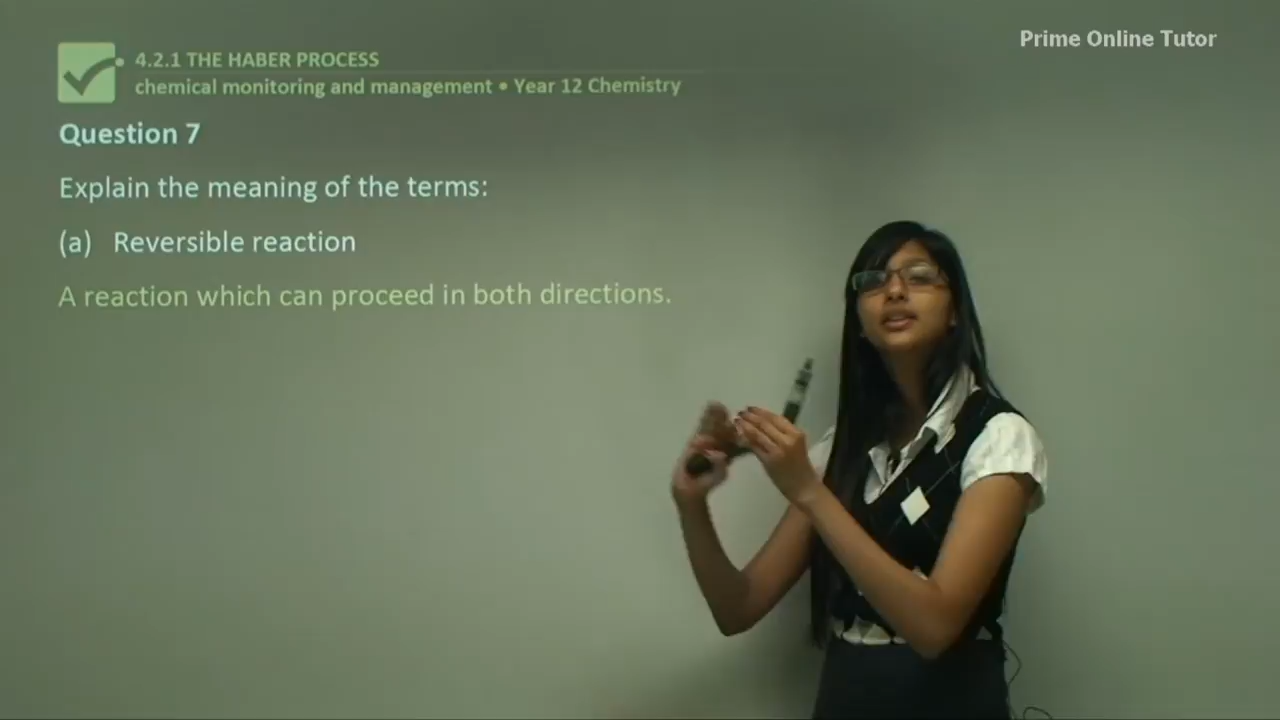 Prime Online Tutor
4.2.1 THE HABER PROCESS
chemical monitoring and management • Year 12 Chemistry
Question 7
Explain the meaning of the terms:
(a) Reversible reaction
A reaction which can proceed in both directions.